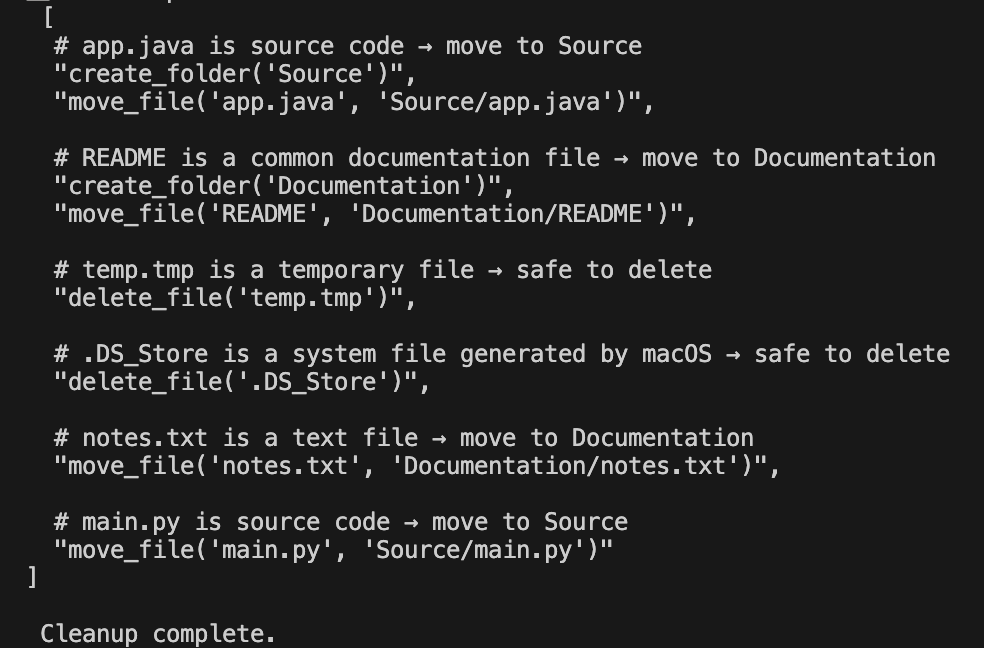 [
# app.java is source code → move to Source
"create_folder('Source')",
"move_file('app.java', 'Source/app.java')",
# README is a common documentation file → move to Documentation
"create_folder('Documentation')",
"move_file('README', 'Documentation/README')",
# temp.tmp is a temporary file → safe to delete
"delete_file('temp.tmp')",
# .DS_Store is a system file generated by macOS → safe to delete
"delete_file('.DS_Store')",
# notes.txt is a text file → move to Documentation
"move_file('notes.txt', 'Documentation/notes.txt')",
# main.py is source code → move to Source
"move_file('main.py', 'Source/main.py')"
]
Cleanup complete.